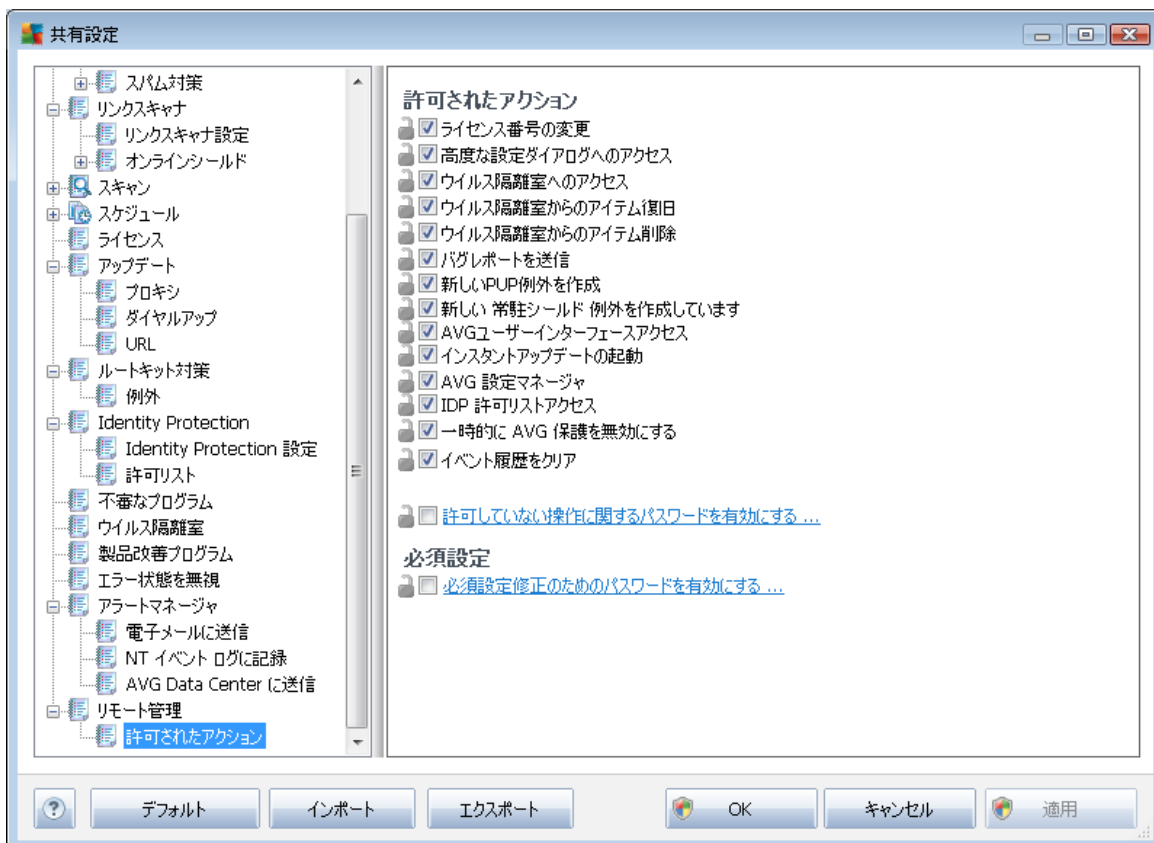 共有設定
スパム対策
リンクスキャナ
リンクスキャナ設定
オンラインシールド
スキャン
スケジュール
ライセンス
アップデート
プロキシ
ダイヤルアップ
URL
ルートキット対策
例外
Identity Protection
Identity Protection 設定
許可リスト
不審なプログラム
ウイルス隔離室
製品改善プログラム
エラー状態を無視
アラートマネージャ
電子メールに送信
NT イベント ログに記録
AVG Data Center に送信
リモート管理
許可されたアクション
許可されたアクション
ライセンス番号の変更
高度な設定ダイアログへのアクセス
ウイルス隔離室へのアクセス
ウイルス隔離室からのアイテム復旧
ウイルス隔離室からのアイテム削除
バグレポートを送信
新しいPUP例外を作成
新しい 常駐シールド 例外を作成しています
AVGユーザーインターフェースアクセス
インスタントアップデートの起動
AVG 設定マネージャ
IDP 許可リストアクセス
一時的に AVG 保護を無効にする
イベント履歴をクリア
許可していない操作に関するパスワードを有効にする ...
必須設定
必須設定修正のためのパスワードを有効にする ...
? デフォルト インポート エクスポート OK キャンセル 適用